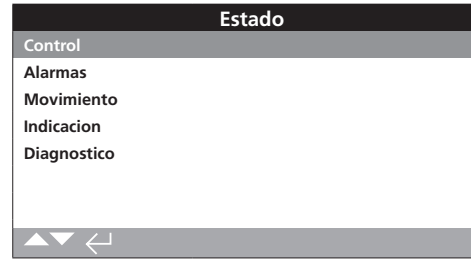 Estado
Control
Alarmas
Movimiento
Indicacion
Diagnostico